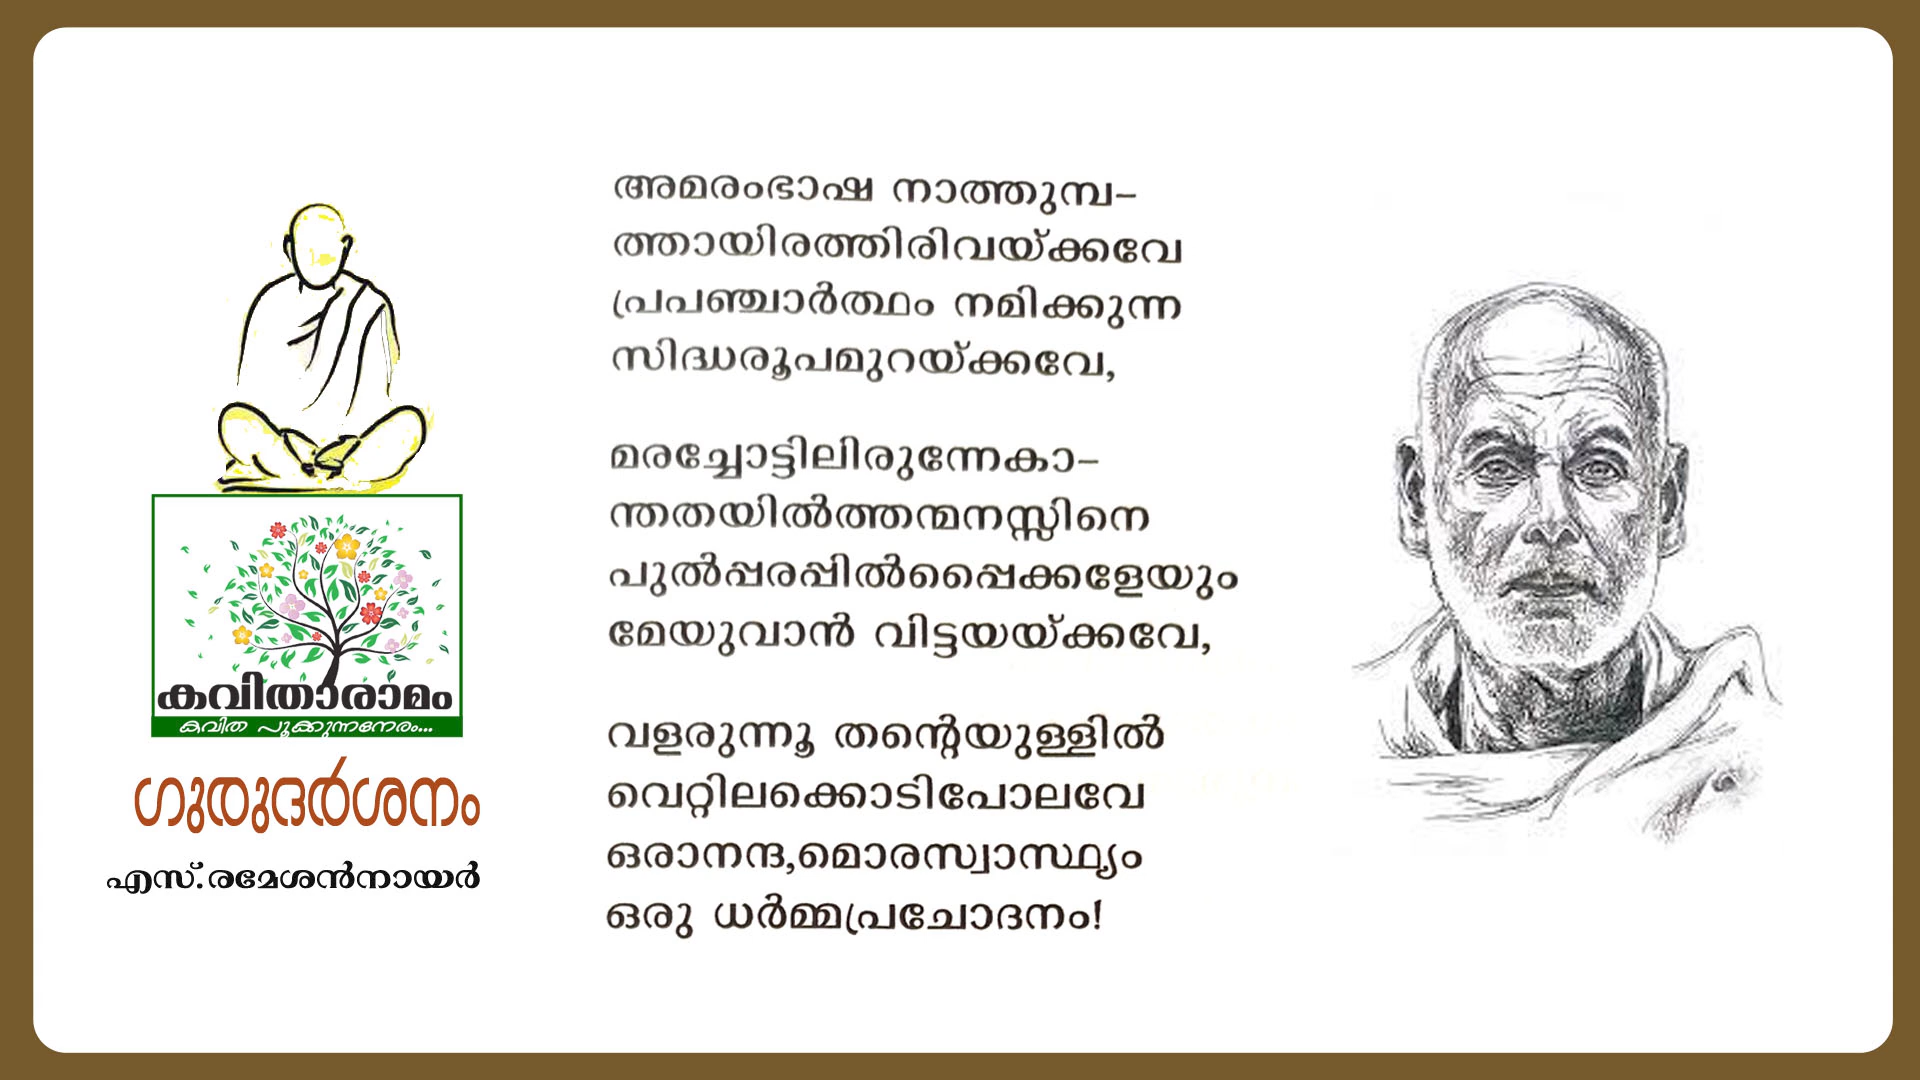 അമരംഭാഷ നാത്തുമ്പ–
ത്തായിരത്തിരിവയ്ക്കവേ
പ്രപഞ്ചാർത്ഥം നമിക്കുന്ന
സിദ്ധരൂപമുറയ്ക്കവേ,
മരച്ചോട്ടിലിരുന്നേകാ–
ന്തതയിൽത്തന്മനസ്സിനെ
പുൽപ്പരപ്പിൽപ്പൈക്കളേയും
മേയുവാൻ വിട്ടയയ്ക്കവേ,
വളരുന്നൂ തന്റെയുള്ളിൽ
വെറ്റിലക്കൊടിപോലവേ
ഒരാനന്ദ,മൊരസ്വാസ്ഥ്യം
ഒരു ധർമ്മപ്രചോദനം!
കവിതാരാമം
കവിത പൂക്കുന്നനേരം...
ഗുരുദർശനം
എസ്.രമേശൻനായർ